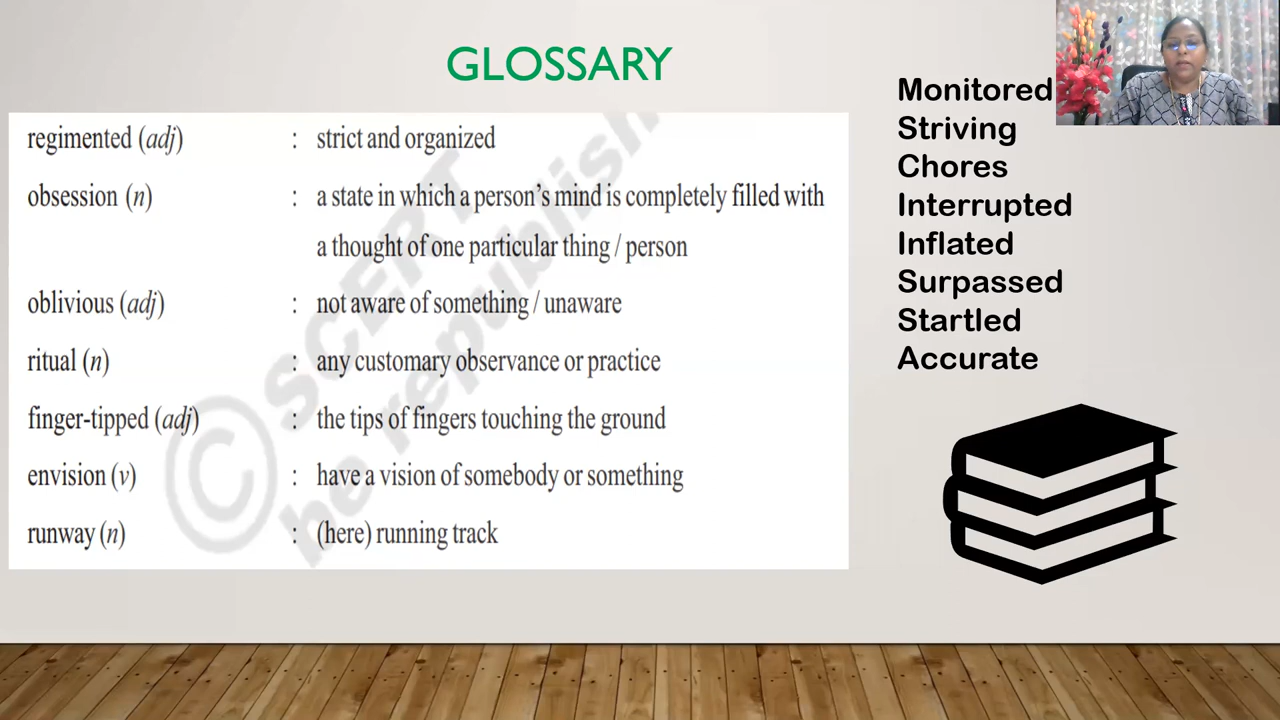 GLOSSARY
regimented (adj) : strict and organized
obsession (n) : a state in which a person’s mind is completely filled with
a thought of one particular thing / person
oblivious (adj) : not aware of something / unaware
ritual (n) : any customary observance or practice
finger-tipped (adj) : the tips of fingers touching the ground
envision (v) : have a vision of somebody or something
runway (n) : (here) running track
© SCERT
be republish
Monitored
Striving
Chores
Interrupted
Inflated
Surpassed
Startled
Accurate